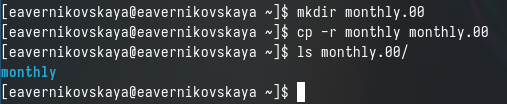 [eavernikovskaya@eavernikovskaya ~]$ mkdir monthly.00
[eavernikovskaya@eavernikovskaya ~]$ cp -r monthly monthly.00
[eavernikovskaya@eavernikovskaya ~]$ ls monthly.00/
monthly
[eavernikovskaya@eavernikovskaya ~]$